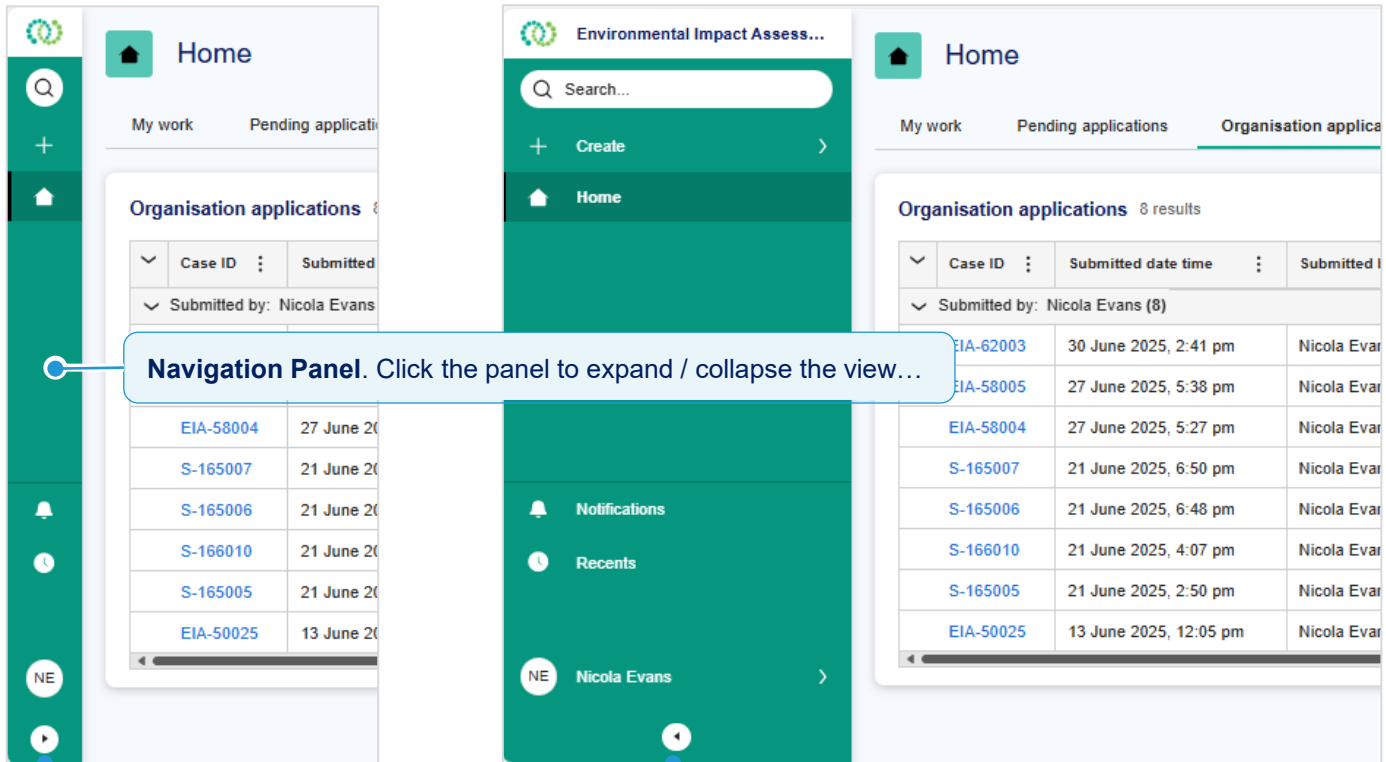 Home
My work Pending applicati
Organisation applications
Case ID Submitted
Submitted by: Nicola Evans
EIA-58004 27 June 20
S-165007 21 June 20
S-165006 21 June 20
S-166010 21 June 20
S-165005 21 June 20
EIA-50025 13 June 20
NE
Navigation Panel. Click the panel to expand / collapse the view…
Environmental Impact Assess...
Search...
Create
Home
Notifications
Recents
NE Nicola Evans
Home
My work Pending applications Organisation applica
Organisation applications 8 results
Case ID Submitted date time Submitted
Submitted by: Nicola Evans (8)
EIA-62003 30 June 2025, 2:41 pm Nicola Evan
EIA-58005 27 June 2025, 5:38 pm Nicola Evan
EIA-58004 27 June 2025, 5:27 pm Nicola Evan
S-165007 21 June 2025, 6:50 pm Nicola Evan
S-165006 21 June 2025, 6:48 pm Nicola Evan
S-166010 21 June 2025, 4:07 pm Nicola Evan
S-165005 21 June 2025, 2:50 pm Nicola Evan
EIA-50025 13 June 2025, 12:05 pm Nicola Evan